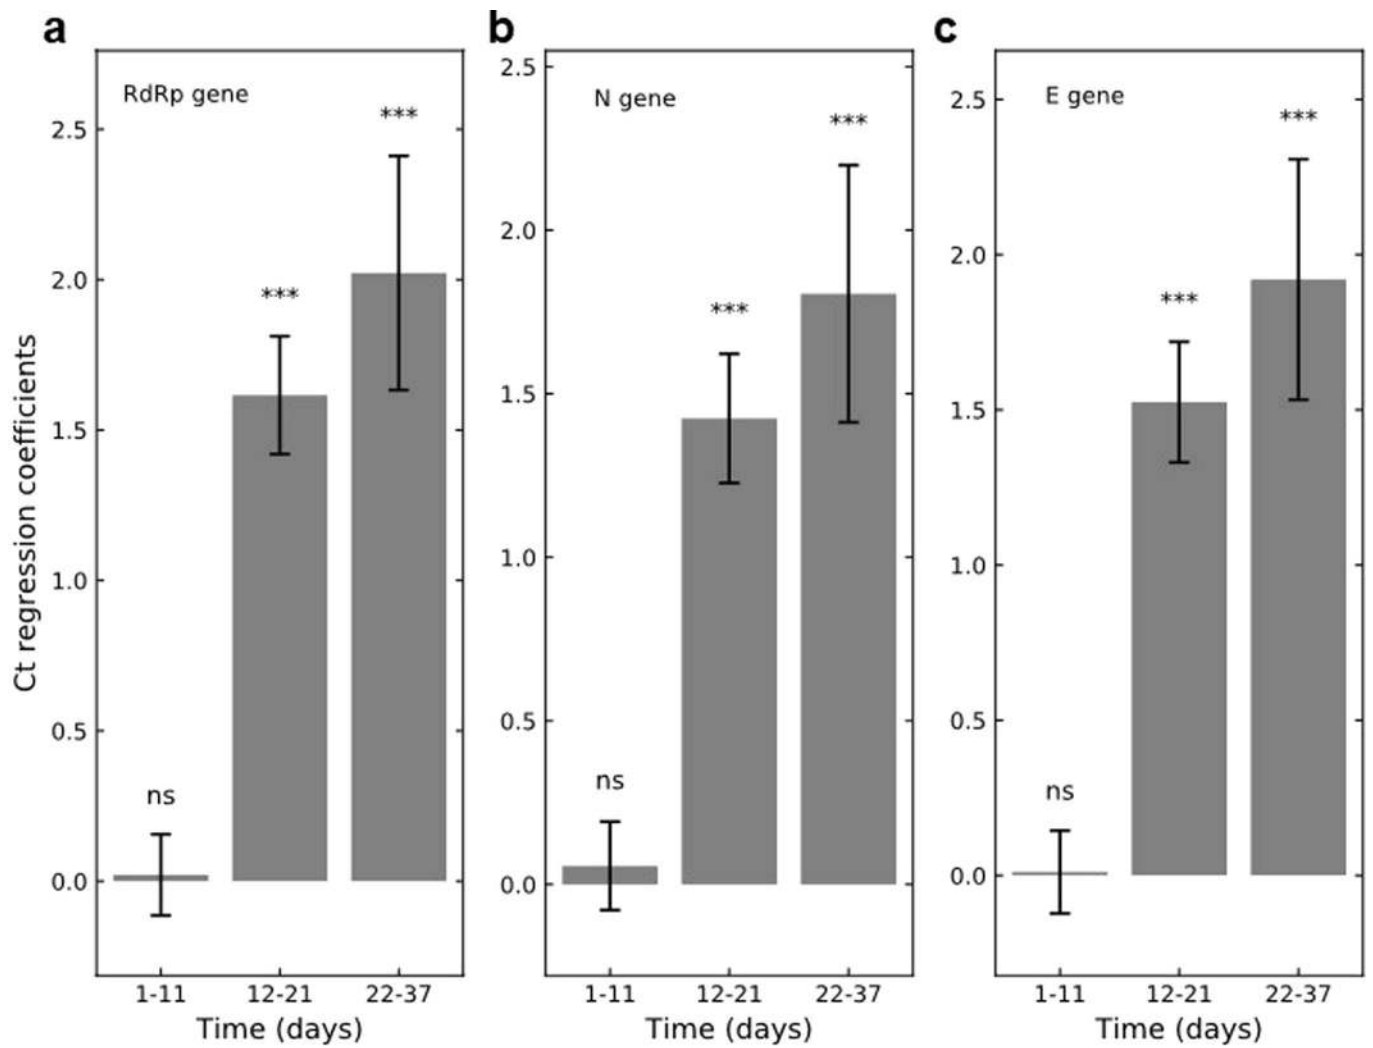 a
RdRp gene
Ct regression coefficients
2.5
2.0
1.5
1.0
0.5
0.0
ns
***
***
1-11 12-21 22-37
Time (days)
b
N gene
2.5
2.0
1.5
1.0
0.5
0.0
ns
***
***
1-11 12-21 22-37
Time (days)
c
E gene
2.5
2.0
1.5
1.0
0.5
0.0
ns
***
***
1-11 12-21 22-37
Time (days)